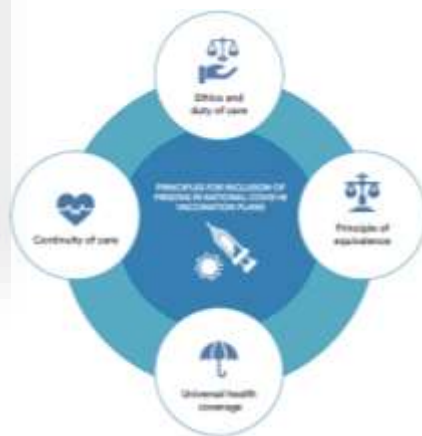 Ethics and
duty of care
PRINCIPLES FOR INCLUSION OF
PRISONS IN NATIONAL COVID-19
VACCINATION PLANS
Continuity of care
Principle of
equivalence
Universal health
coverage